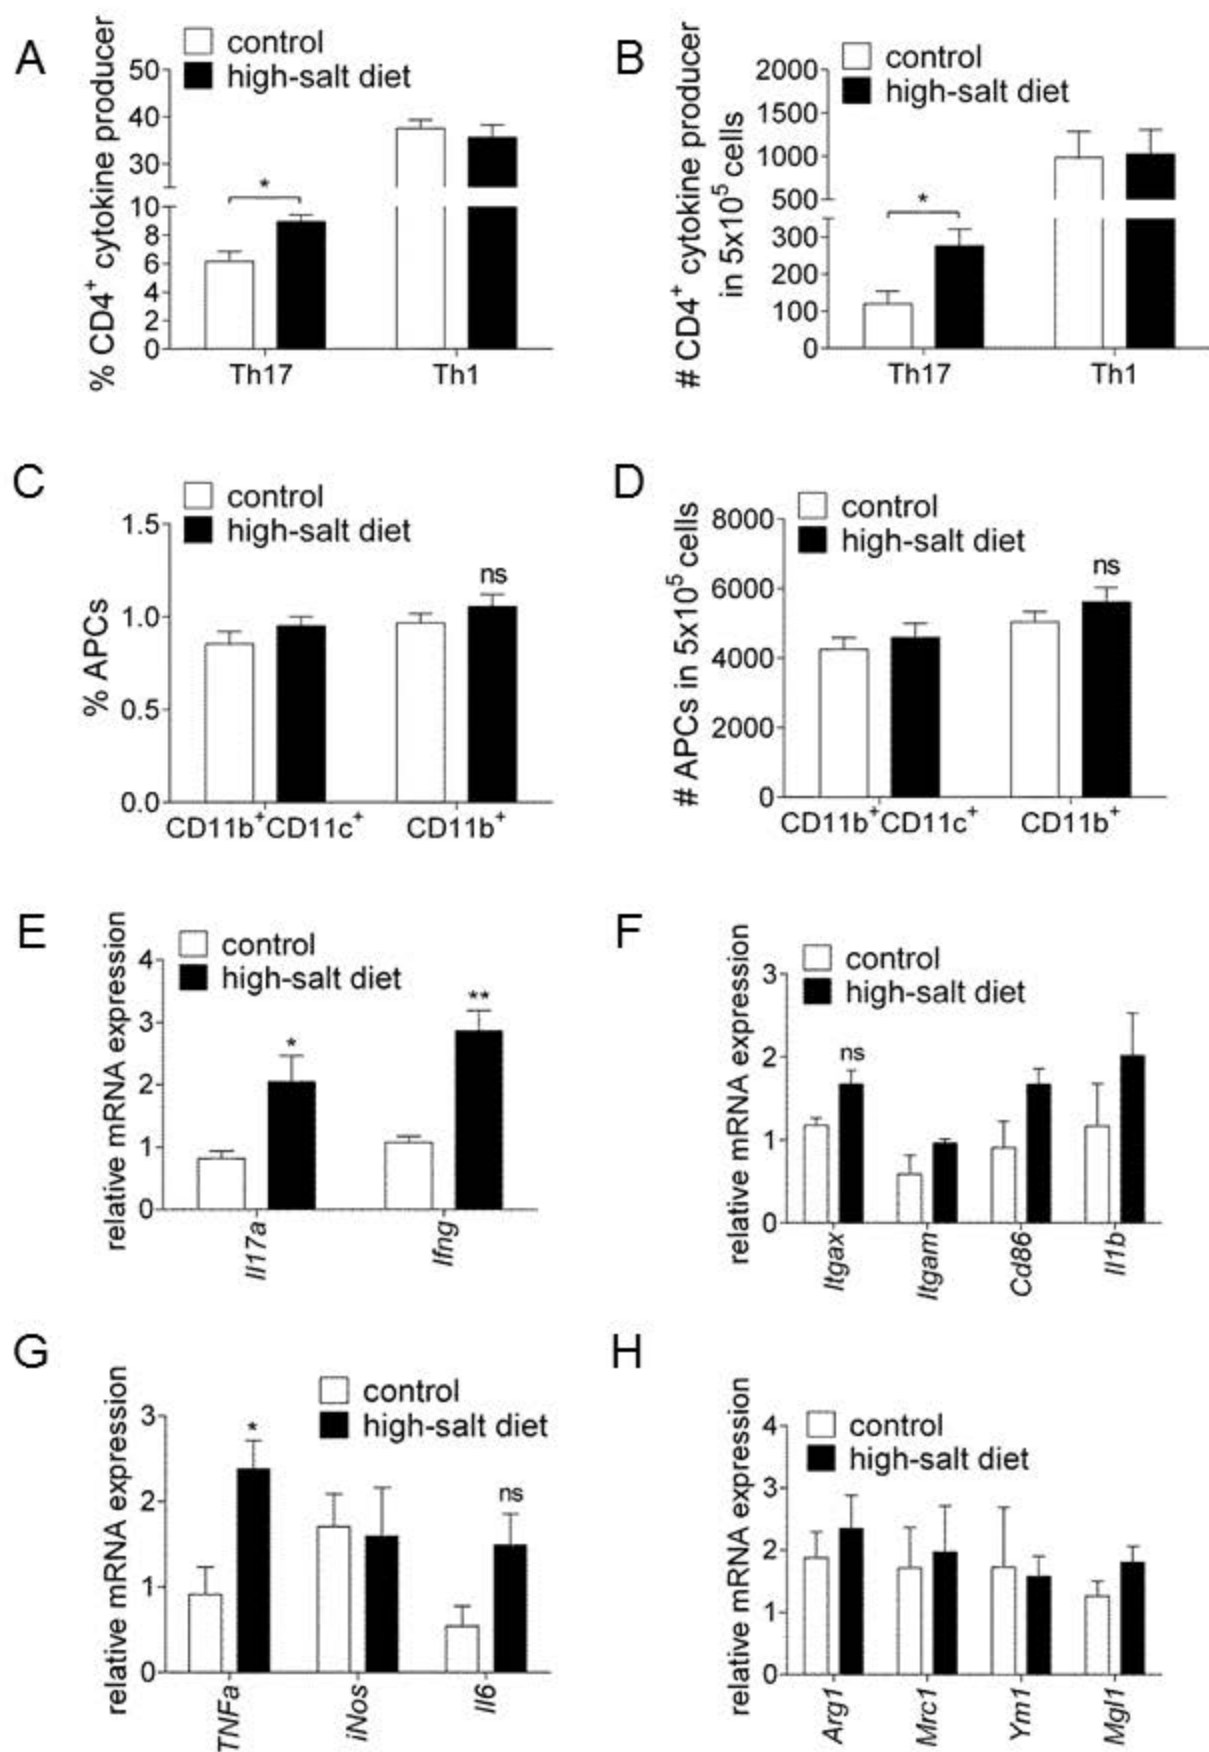 A
control
high-salt diet
% CD4+ cytokine producer
50
40
30
10
8
6
4
2
0
*
Th17
Th1
B
control
high-salt diet
# CD4+ cytokine producer
in 5x10^5 cells
2000
1500
1000
500
300
200
100
0
*
Th17
Th1
C
control
high-salt diet
% APCs
1.5
1.0
0.5
0.0
ns
CD11b+CD11c+
CD11b+
D
control
high-salt diet
# APCs in 5x10^5 cells
8000
6000
4000
2000
0
ns
CD11b+CD11c+
CD11b+
E
control
high-salt diet
relative mRNA expression
4
3
2
1
0
*
**
Il17a
Ifng
F
control
high-salt diet
relative mRNA expression
3
2
1
0
ns
Itgax
Itgam
Cd86
Il1b
G
control
high-salt diet
relative mRNA expression
3
2
1
0
*
ns
TNFa
iNos
Il6
H
control
high-salt diet
relative mRNA expression
4
3
2
1
0
Arg1
Mrc1
Ym1
Mgl1